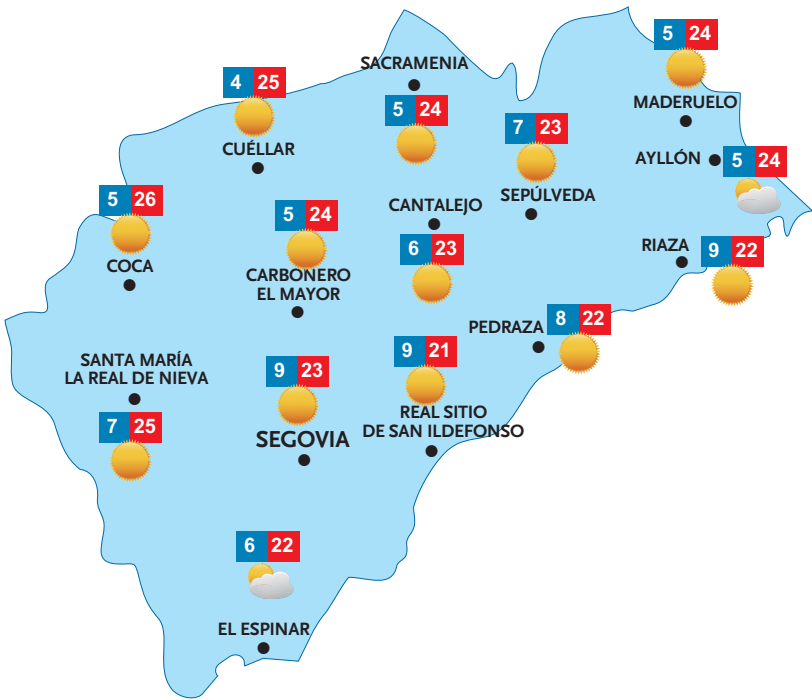 5 24
MADERUELO
SACRAMENIA
5 24
4 25
CUÉLLAR
7 23
SEPÚLVEDA
AYLLÓN
5 24
5 26
COCA
5 24
CARBONERO
EL MAYOR
CANTALEJO
6 23
RIAZA
9 22
PEDRAZA
8 22
SANTA MARÍA
LA REAL DE NIEVA
7 25
9 23
SEGOVIA
9 21
REAL SITIO
DE SAN ILDEFONSO
6 22
EL ESPINAR